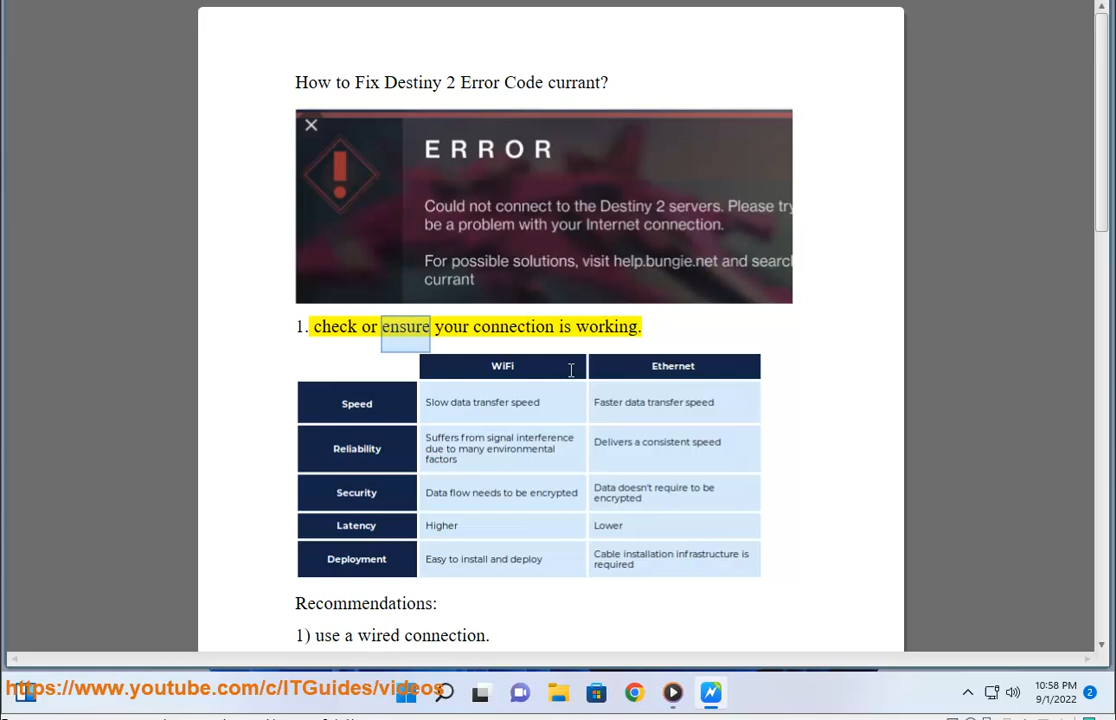 How to Fix Destiny 2 Error Code currant?
ERROR
Could not connect to the Destiny 2 servers. Please try
be a problem with your Internet connection.
For possible solutions, visit help.bungie.net and search
currant
1. check or ensure your connection is working.
WiFi Ethernet
Speed Slow data transfer speed Faster data transfer speed
Reliability Suffers from signal interference
due to many environmental
factors
Delivers a consistent speed
Security Data flow needs to be encrypted Data doesn't require to be
encrypted
Latency Higher Lower
Deployment Easy to install and deploy Cable installation infrastructure is
required
Recommendations:
1) use a wired connection.
https://www.youtube.com/c/ITGuides/videos
10:58 PM
9/1/2022
2